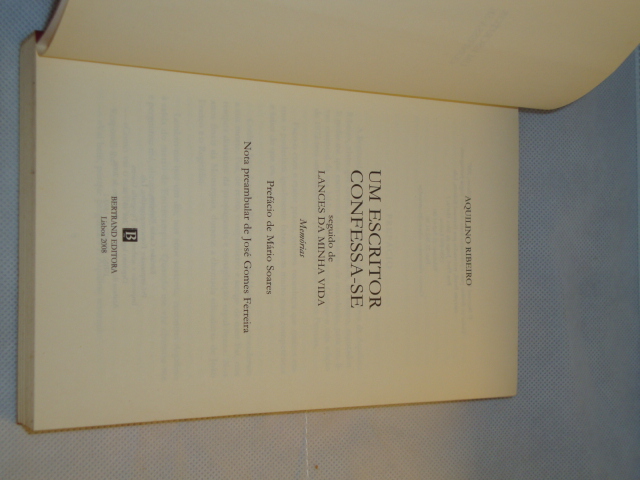 AQUILINO RIBEIRO
UM ESCRITOR
CONFESSA-SE
seguido de
LANCES DA MINHA VIDA
Memórias
Prefácio de Mário Soares
Nota preambular de José Gomes Ferreira
B
BERTRAND EDITORA
Lisboa 2008